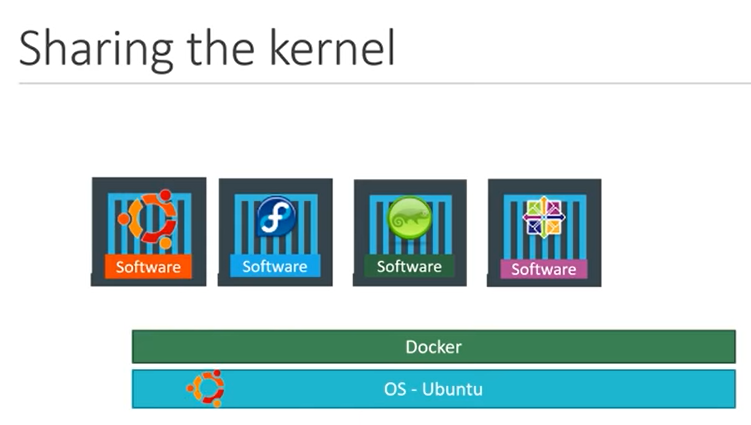 Sharing the kernel
Software
Software
Software
Software
Docker
OS - Ubuntu